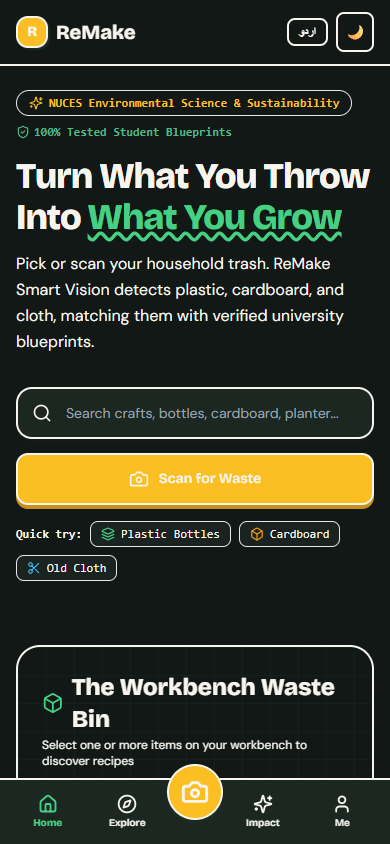 R ReMake اردو
NUCES Environmental Science & Sustainability
100% Tested Student Blueprints
Turn What You Throw
Into What You Grow
Pick or scan your household trash. ReMake
Smart Vision detects plastic, cardboard, and
cloth, matching them with verified university
blueprints.
Search crafts, bottles, cardboard, planter...
Scan for Waste
Quick try: Plastic Bottles Cardboard
Old Cloth
The Workbench Waste
Bin
Select one or more items on your workbench to
discover recipes
Home Explore Impact Me